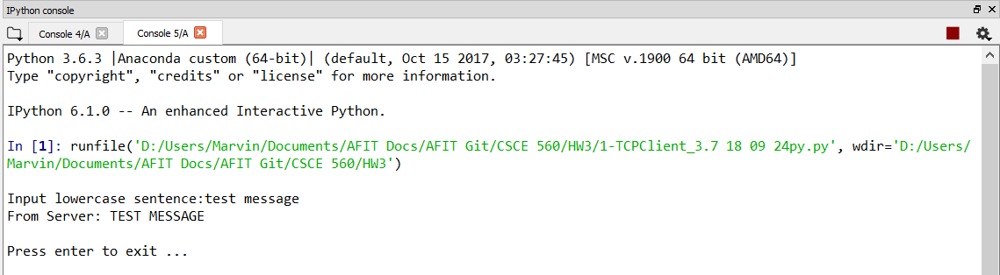 IPython console
Console 4/A
Console 5/A
Python 3.6.3 |Anaconda custom (64-bit)| (default, Oct 15 2017, 03:27:45) [MSC v.1900 64 bit (AMD64)]
Type "copyright", "credits" or "license" for more information.
IPython 6.1.0 -- An enhanced Interactive Python.
In [1]: runfile('D:/Users/Marvin/Documents/AFIT Docs/AFIT Git/CSCE 560/HW3/1-TCPClient_3.7 18 09 24py.py', wdir='D:/Users/
Marvin/Documents/AFIT Docs/AFIT Git/CSCE 560/HW3')
Input lowercase sentence:test message
From Server: TEST MESSAGE
Press enter to exit ...